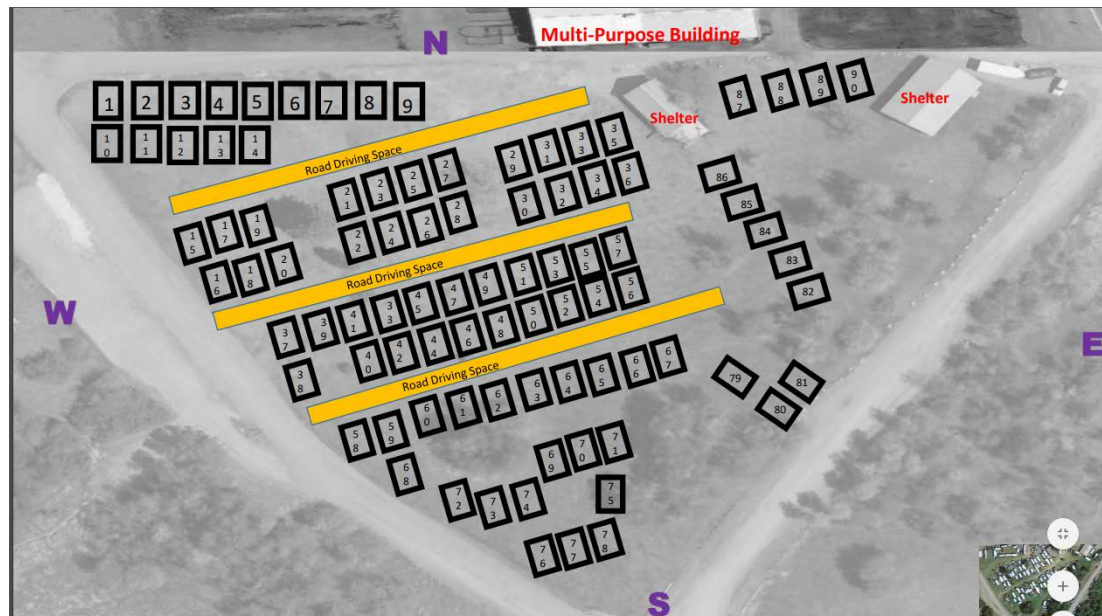 N
Multi-Purpose Building
Shelter
Shelter
1 2 3 4 5 6 7 8 9
10 11 12 13 14
87 88 89 90
Road Driving Space
21 23 25 27 29 31 33 35
22 24 26 28 30 32 34 36
15 17 19
16 18 20
86
85
84
83
82
Road Driving Space
37 39 41 33 45 47 49 51 53 55 57
38 40 42 44 46 48 50 52 54 56
W
E
Road Driving Space
58 59 60 61 62 63 64 65 66 67
79
81
80
68
69 70 71
72 73 74
75
76 77 78
S
+